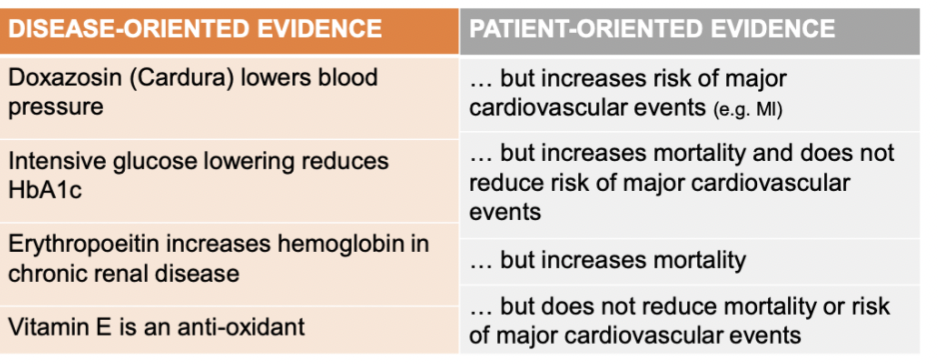 DISEASE-ORIENTED EVIDENCE
PATIENT-ORIENTED EVIDENCE
Doxazosin (Cardura) lowers blood
pressure
… but increases risk of major
cardiovascular events (e.g. MI)
Intensive glucose lowering reduces
HbA1c
… but increases mortality and does not
reduce risk of major cardiovascular
events
Erythropoeitin increases hemoglobin in
chronic renal disease
… but increases mortality
Vitamin E is an anti-oxidant
… but does not reduce mortality or risk
of major cardiovascular events